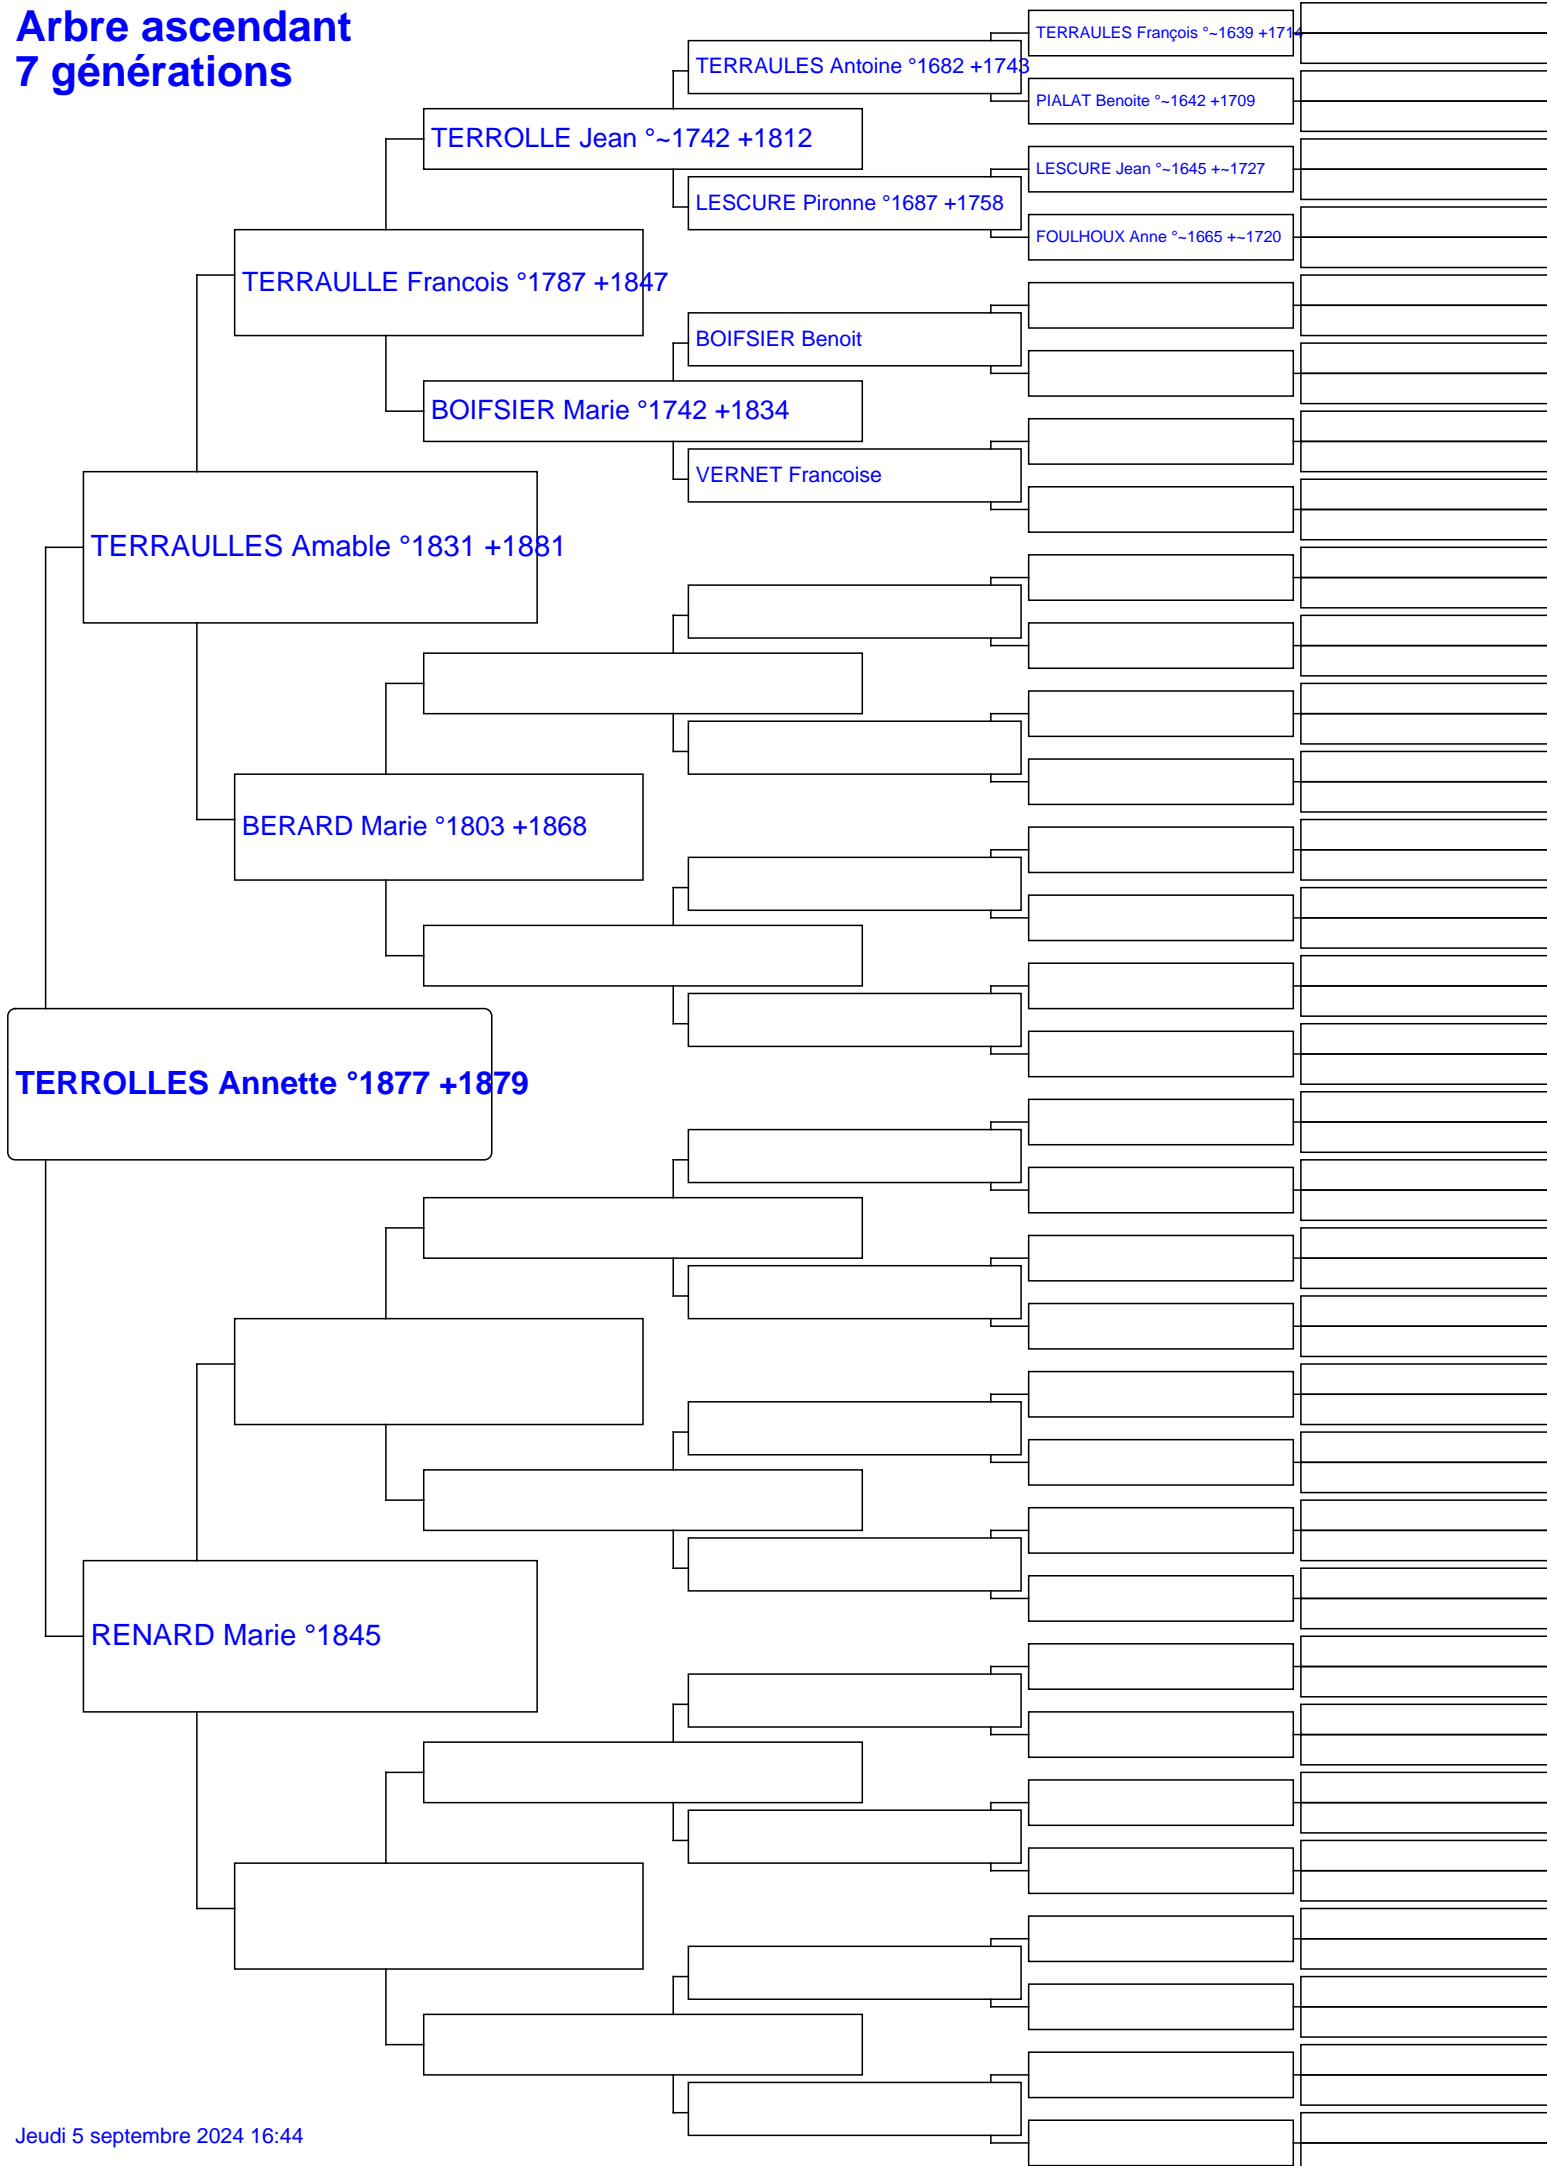 Arbre ascendant
7 générations
TERRAULES François °~1639 +1714
TERRAULES Antoine °1682 +1743
PIALAT Benoite °~1642 +1709
TERROLLE Jean °~1742 +1812
LESCURE Jean °~1645 +~1727
LESCURE Pironne °1687 +1758
FOULHOUX Anne °~1665 +~1720
TERRAULLE Francois °1787 +1847
BOIFSIER Benoit
BOIFSIER Marie °1742 +1834
VERNET Francoise
TERRAULLES Amable °1831 +1881
BERARD Marie °1803 +1868
TERROLLES Annette °1877 +1879
RENARD Marie °1845
Jeudi 5 septembre 2024 16:44